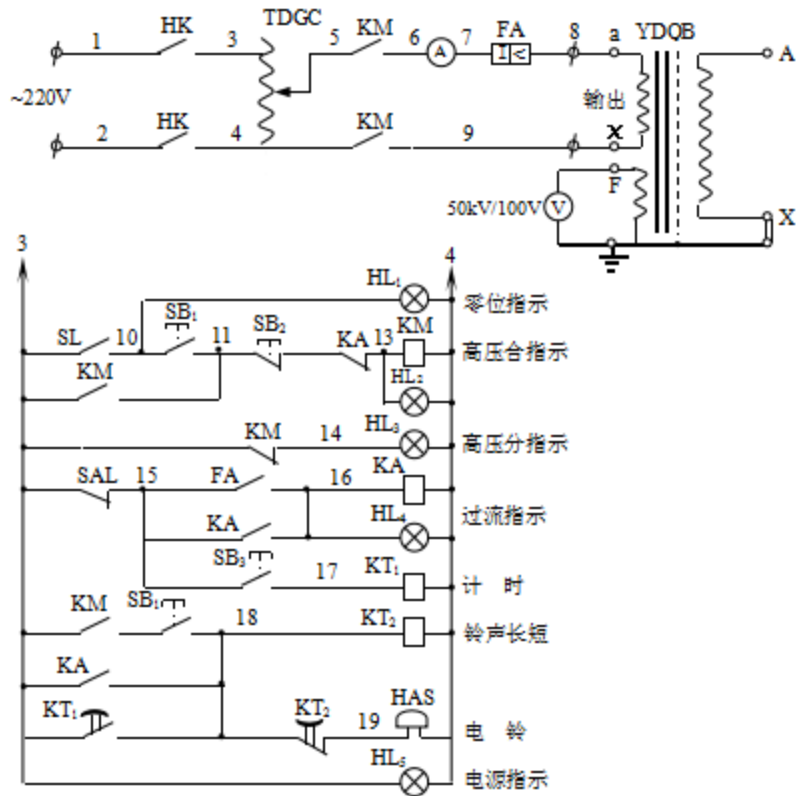 TDGC
1 HK 3 5 KM 6 A 7 FA 8 a YDQB A
I <
~220V
输出
2 HK 4 KM 9 x
F
50kV/100V V
X
3 4
HL₁ 零位指示
SL 10 SB₁ 11 SB₂ KA 13 KM 高压合指示
KM HL₂
KM 14 HL₃ 高压分指示
SAL 15 FA 16 KA
过流指示
KA HL₄
SB₃ 17 KT₁ 计 时
KM SB₁ 18 KT₂ 铃声长短
KA
KT₁ KT₂ 19 HAS 电 铃
HL₅ 电源指示